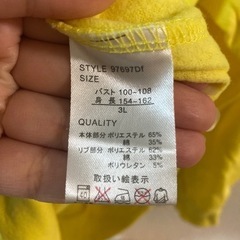 STYLE 97697Df
SIZE
バスト 100~108
身 長 154~162
3L
QUALITY
本体部分 ポリエステル 65%
綿 35%
リブ部分 ポリエステル 62%
綿 33%
ポリウレタン 5%
取扱い絵表示